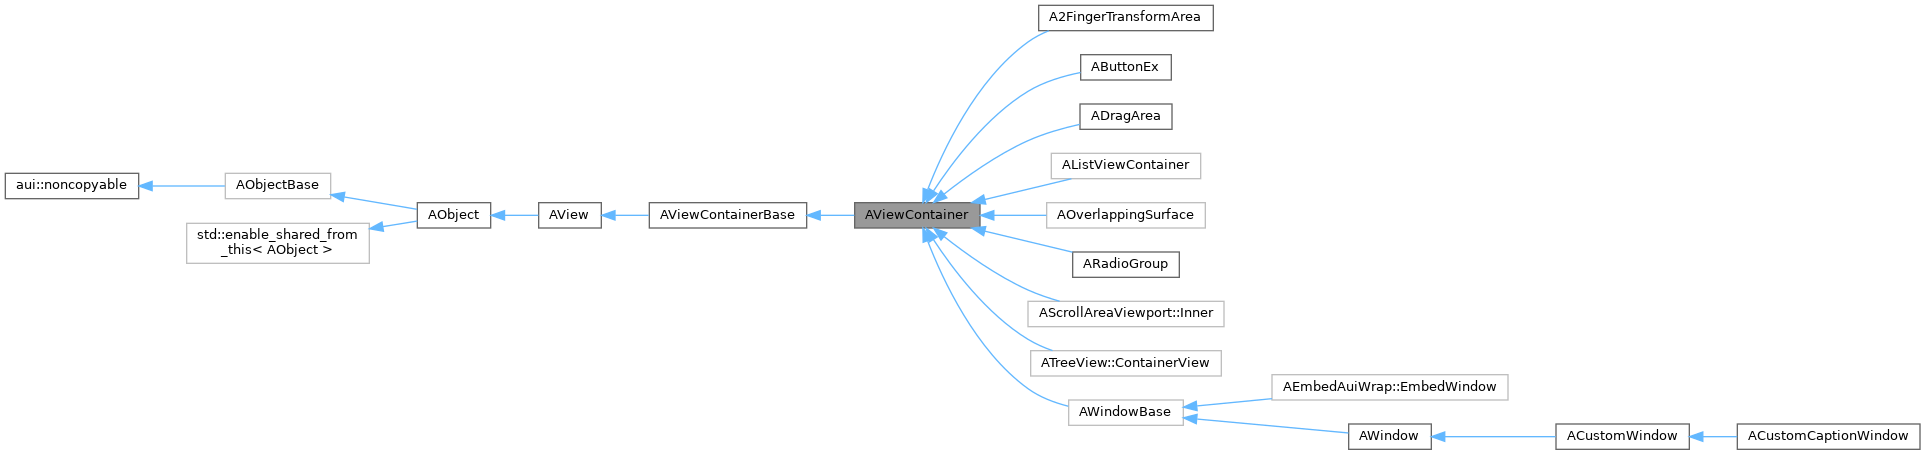 A2FingerTransformArea
AButtonEx
ADragArea
AListViewContainer
aui::noncopyable
AObjectBase
AObject
AView
AViewContainerBase
AViewContainer
AOverlappingSurface
std::enable_shared_from
_this< AObject >
ARadioGroup
AScrollAreaViewport::Inner
ATreeView::ContainerView
AEmbedAuiWrap::EmbedWindow
AWindowBase
AWindow
ACustomWindow
ACustomCaptionWindow